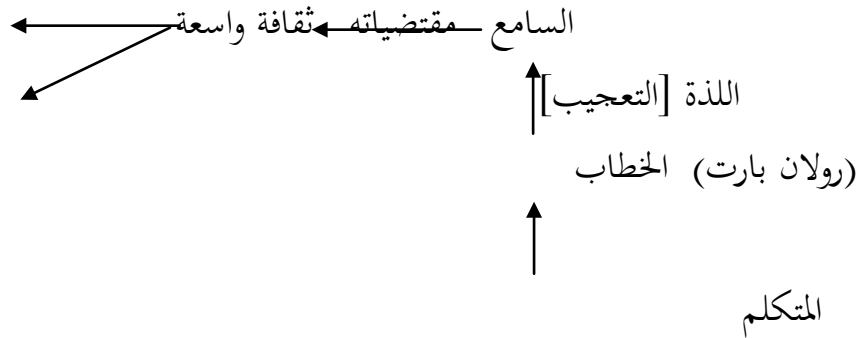 السامع مقتضياته ثقافة واسعة
اللذة [التعجيب]
(رولان بارت) الخطاب
المتكلم